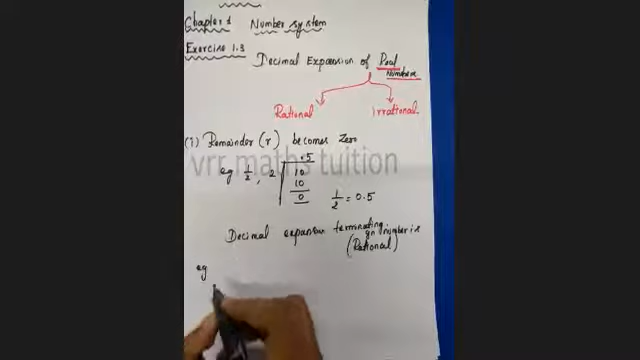 Chapter 1 Number System
Exercise 1.3
Decimal Expansion of Real Numbers
Rational Irrational
(1) Remainder (r) becomes Zero
vrr maths tuition
eg 1/2, 2 .5
10
10
0
1/2 = 0.5
Decimal expansion terminating
(Rational)
eg